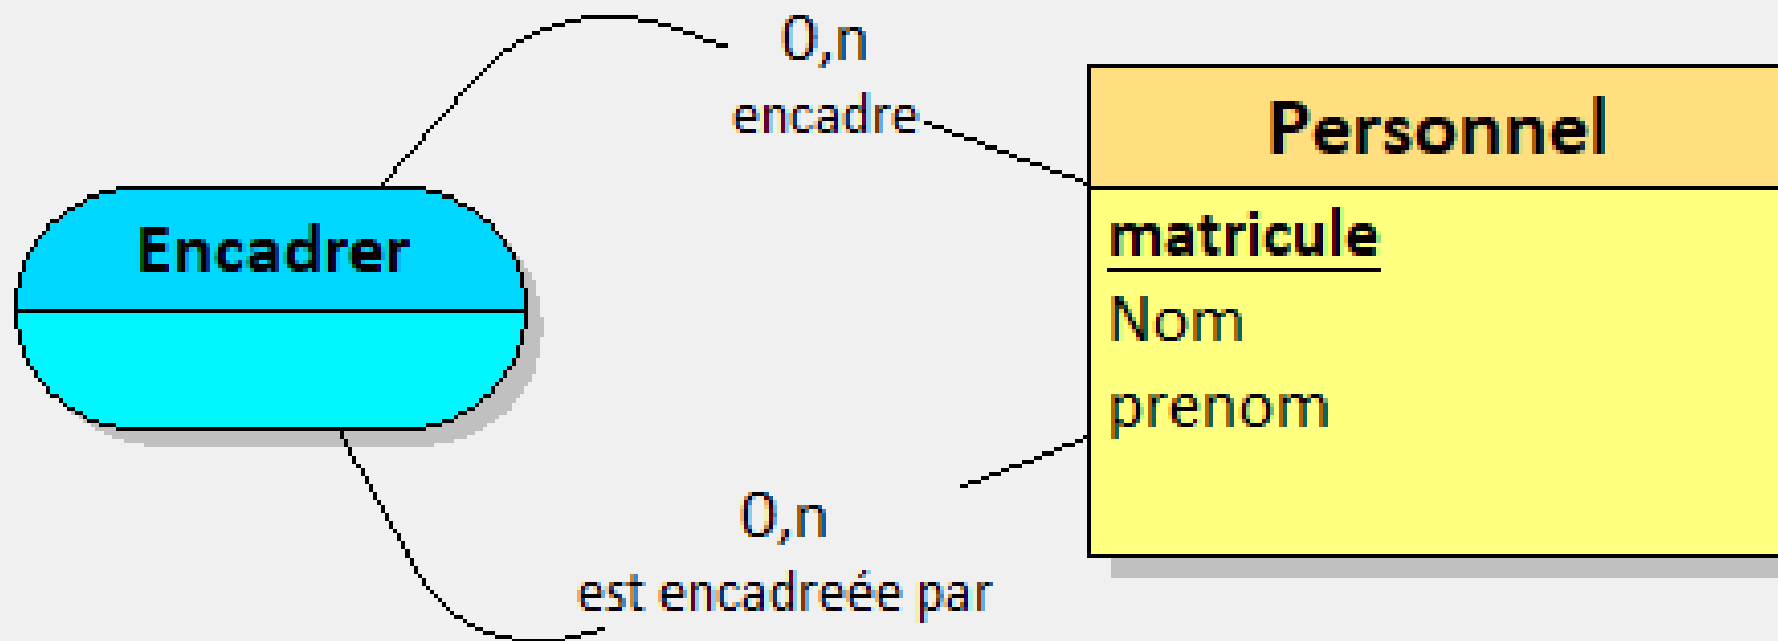 0,n
encadre
Personnel
Encadrer
matricule
Nom
prenom
0,n
est encadreée par